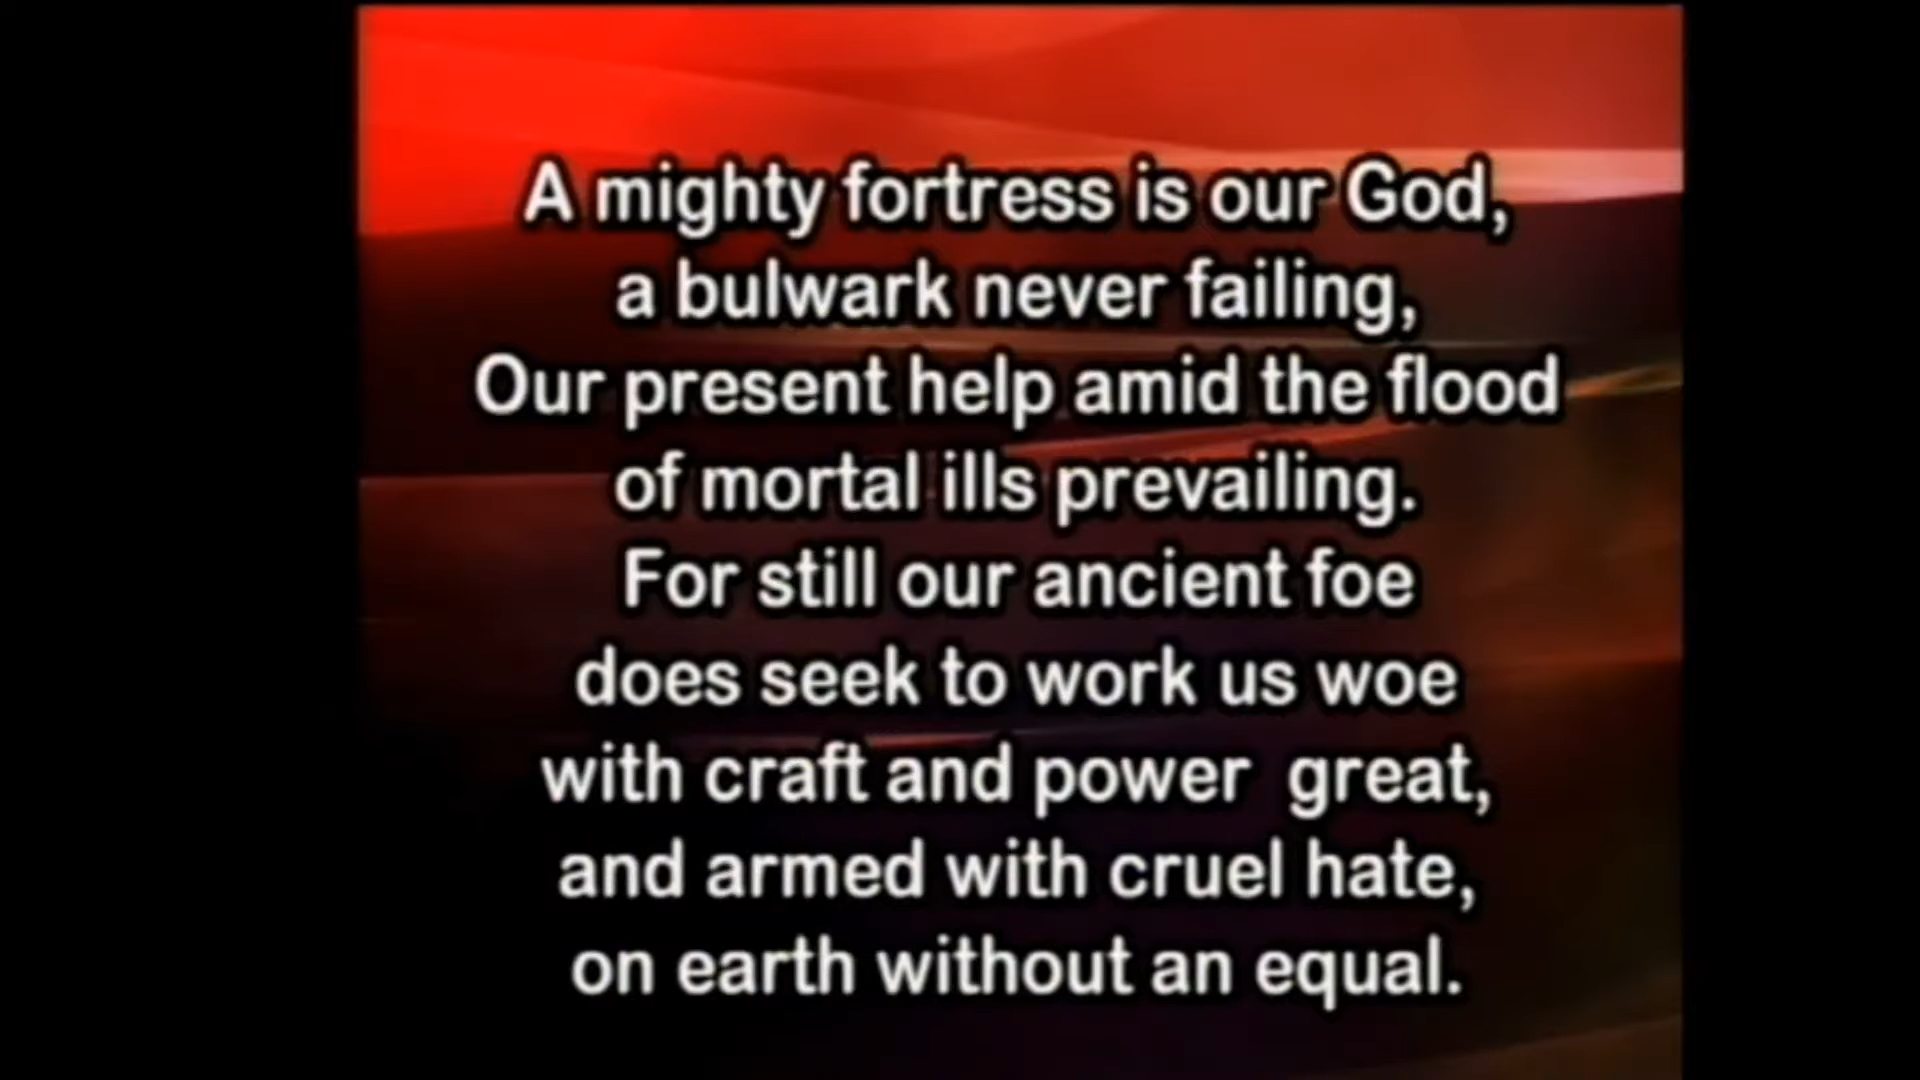 A mighty fortress is our God,
a bulwark never failing,
Our present help amid the flood
of mortal ills prevailing.
For still our ancient foe
does seek to work us woe
with craft and power  great,
and armed with cruel hate,
on earth without an equal.